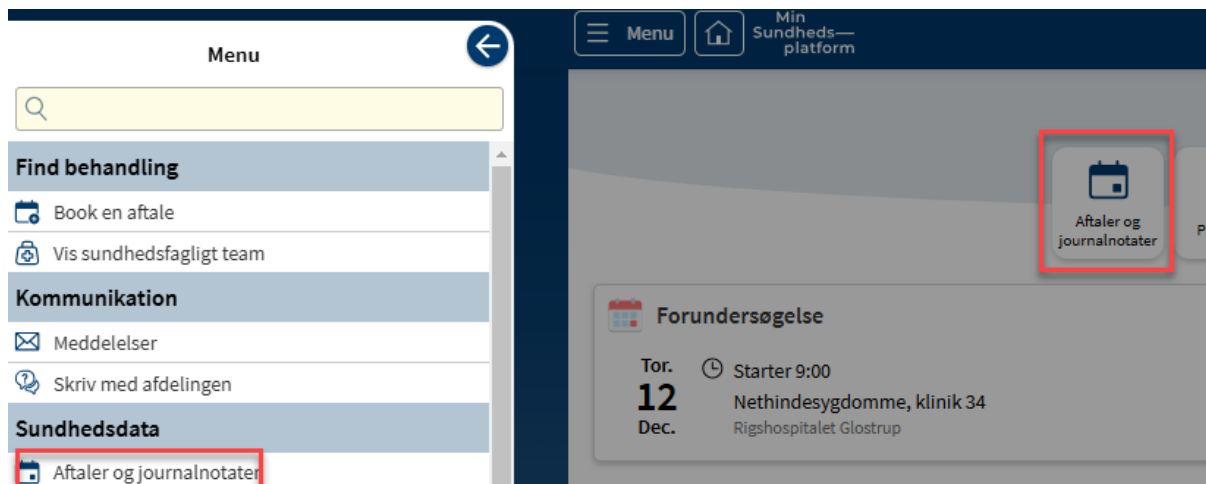 Menu
Find behandling
Book en aftale
Vis sundhedsfagligt team
Kommunikation
Meddelelser
Skriv med afdelingen
Sundhedsdata
Aftaler og journalnotater
Menu
Min
Sundheds—
platform
Aftaler og
journalnotater
Forundersøgelse
Tor.
12
Dec.
Starter 9:00
Nethindesygdomme, klinik 34
Rigshospitalet Glostrup